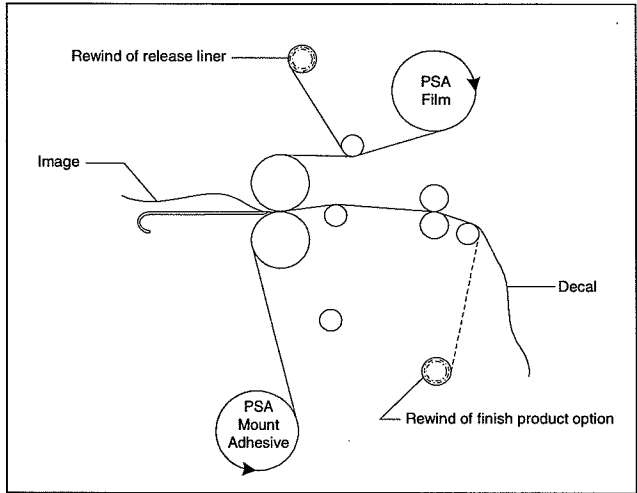 Rewind of release liner
PSA
Film
Image
Decal
PSA
Mount
Adhesive
Rewind of finish product option